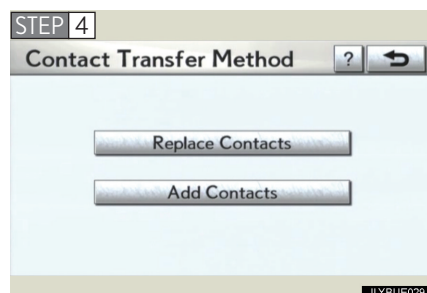 STEP 4
Contact Transfer Method ?
Replace Contacts
Add Contacts